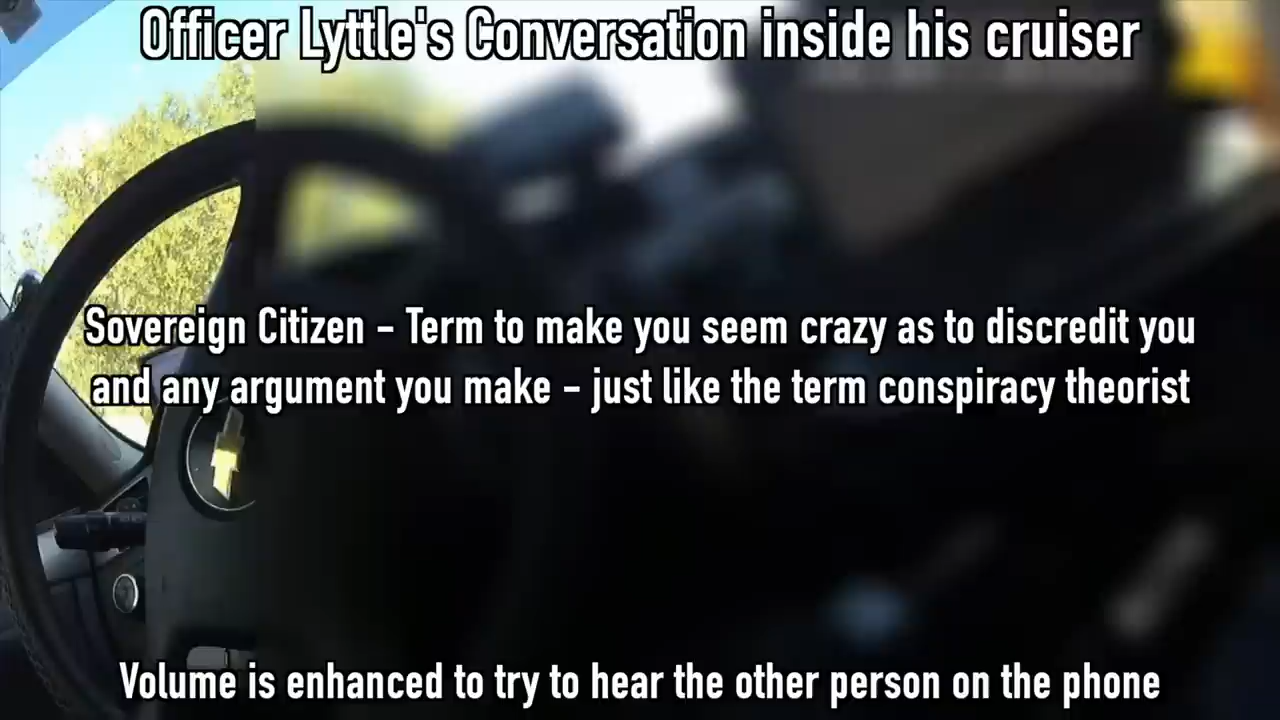 Officer Lyttle's Conversation inside his cruiser
Sovereign Citizen - Term to make you seem crazy as to discredit you
and any argument you make - just like the term conspiracy theorist
Volume is enhanced to try to hear the other person on the phone